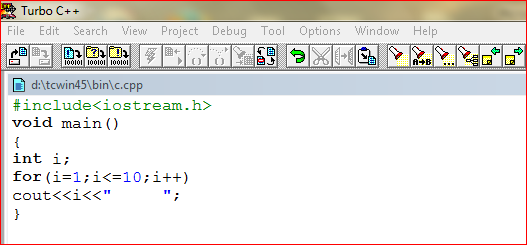 Turbo C++
File Edit Search View Project Debug Tool Options Window Help
A→B
d:\tcwin45\bin\c.cpp
#include<iostream.h>
void main()
{
int i;
for(i=1;i<=10;i++)
cout<<i<<"      ";
}